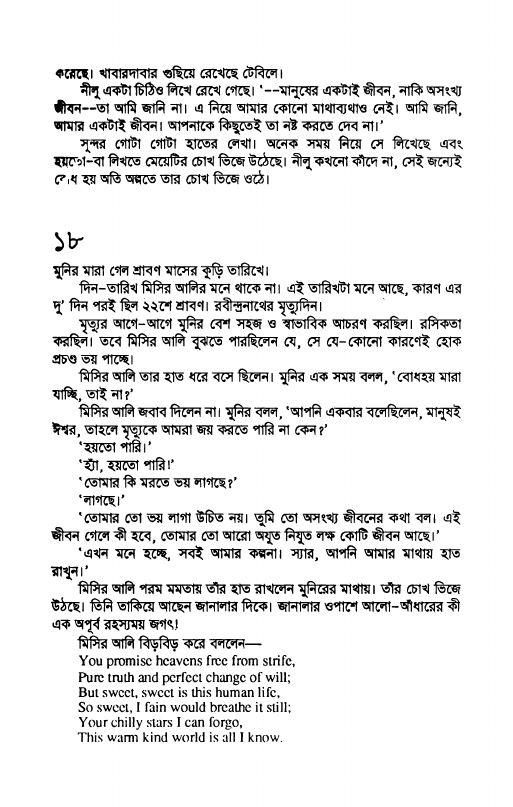 করেছে। খাবারদাবার গুছিয়ে রেখেছে টেবিলে।
নীলু একটা চিঠিও লিখে রেখে গেছে। ‘--মানুষের একটাই জীবন, নাকি অসংখ্য
জীবন--তা আমি জানি না। এ নিয়ে আমার কোনো মাথাব্যথাও নেই। আমি জানি,
আমার একটাই জীবন। আপনাকে কিছুতেই তা নষ্ট করতে দেব না।’
সুন্দর গোটা গোটা হাতের লেখা। অনেক সময় নিয়ে সে লিখেছে এবং
হয়তো-বা লিখতে মেয়েটির চোখ ভিজে উঠেছে। নীলু কখনো কাঁদে না, সেই জন্যেই
বোধ হয় অতি অল্পতে তার চোখ ভিজে ওঠে।
১৮
মুনির মারা গেল শ্রাবণ মাসের কুড়ি তারিখে।
দিন-তারিখ মিসির আলির মনে থাকে না। এই তারিখটা মনে আছে, কারণ এর
দু’ দিন পরই ছিল ২২শে শ্রাবণ। রবীন্দ্রনাথের মৃত্যুদিন।
মৃত্যুর আগে-আগে মুনির বেশ সহজ ও স্বাভাবিক আচরণ করছিল। রসিকতা
করছিল। তবে মিসির আলি বুঝতে পারছিলেন যে, সে যে-কোনো কারণেই হোক
প্রচণ্ড ভয় পাচ্ছে।
মিসির আলি তার হাত ধরে বসে ছিলেন। মুনির এক সময় বলল, ‘বোধহয় মারা
যাচ্ছি, তাই না?’
মিসির আলি জবাব দিলেন না। মুনির বলল, ‘আপনি একবার বলেছিলেন, মানুষই
ঈশ্বর, তাহলে মৃত্যুকে আমরা জয় করতে পারি না কেন?’
‘হয়তো পারি।’
‘হ্যাঁ, হয়তো পারি।’
‘তোমার কি মরতে ভয় লাগছে?’
‘লাগছে।’
‘তোমার তো ভয় লাগা উচিত নয়। তুমি তো অসংখ্য জীবনের কথা বল। এই
জীবন গেলে কী হবে, তোমার তো আরো অযুত নিযুত লক্ষ কোটি জীবন আছে।’
‘এখন মনে হচ্ছে, সবই আমার কল্পনা। স্যার, আপনি আমার মাথায় হাত
রাখুন।’
মিসির আলি পরম মমতায় তাঁর হাত রাখলেন মুনিরের মাথায়। তাঁর চোখ ভিজে
উঠছে। তিনি তাকিয়ে আছেন জানালার দিকে। জানালার ওপাশে আলো-আঁধারের কী
এক অপূর্ব রহস্যময় জগৎ!
মিসির আলি বিড়বিড় করে বললেন—
You promise heavens free from strife,
Pure truth and perfect change of will;
But sweet, sweet is this human life,
So sweet, I fain would breathe it still;
Your chilly stars I can forgo,
This warm kind world is all I know.